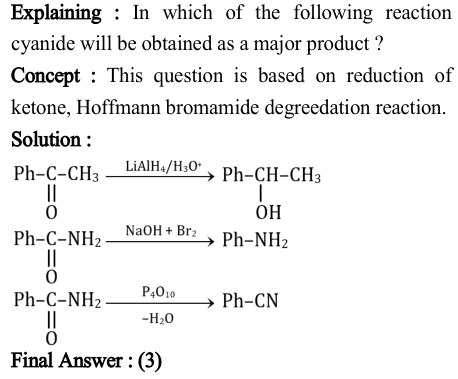 Explaining : In which of the following reaction
cyanide will be obtained as a major product ?
Concept : This question is based on reduction of
ketone, Hoffmann bromamide degreedation reaction.
Solution :
Ph–C–CH₃ LiAlH₄/H₃O⁺ → Ph–CH–CH₃
||
O
|
OH
Ph–C–NH₂ NaOH + Br₂ → Ph–NH₂
||
O
Ph–C–NH₂ P₄O₁₀ –H₂O → Ph–CN
||
O
Final Answer : (3)